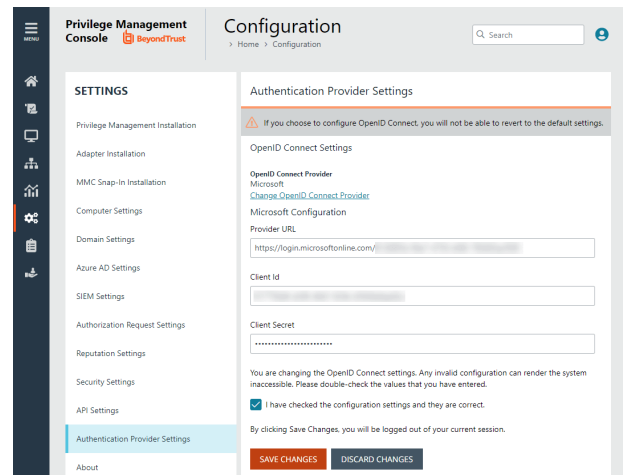 MENU
Privilege Management
Console BeyondTrust
Configuration
> Home > Configuration
Search
SETTINGS
Privilege Management Installation
Adapter Installation
MMC Snap-In Installation
Computer Settings
Domain Settings
Azure AD Settings
SIEM Settings
Authorization Request Settings
Reputation Settings
Security Settings
API Settings
Authentication Provider Settings
About
Authentication Provider Settings
If you choose to configure OpenID Connect, you will not be able to revert to the default settings.
OpenID Connect Settings
OpenID Connect Provider
Microsoft
Change OpenID Connect Provider
Microsoft Configuration
Provider URL
https://login.microsoftonline.com/
Client Id
Client Secret
••••••••••••••••••••••••
You are changing the OpenID Connect settings. Any invalid configuration can render the system
inaccessible. Please double-check the values that you have entered.
I have checked the configuration settings and they are correct.
By clicking Save Changes, you will be logged out of your current session.
SAVE CHANGES DISCARD CHANGES